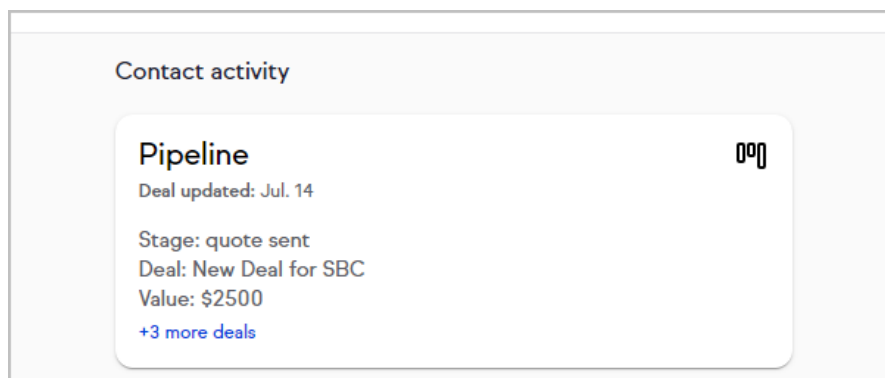 Contact activity
Pipeline
Deal updated: Jul. 14
Stage: quote sent
Deal: New Deal for SBC
Value: $2500
+3 more deals